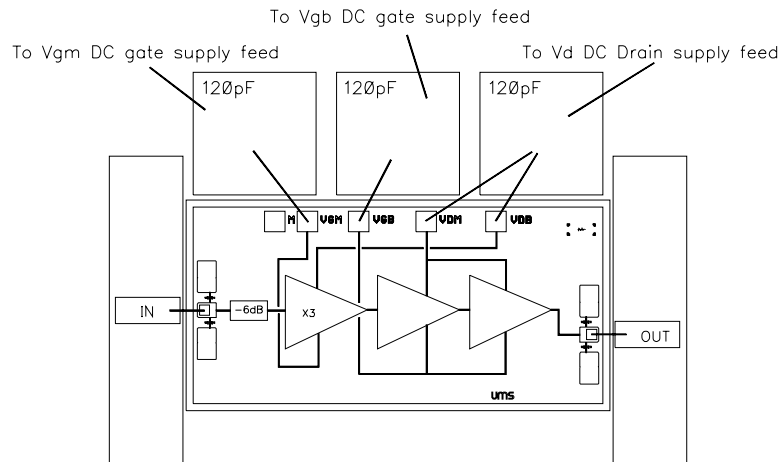 To Vgb DC gate supply feed
To Vgm DC gate supply feed
To Vd DC Drain supply feed
120pF
120pF
120pF
M VGM VGB VDM VDB
IN
-6dB
X3
OUT
ums